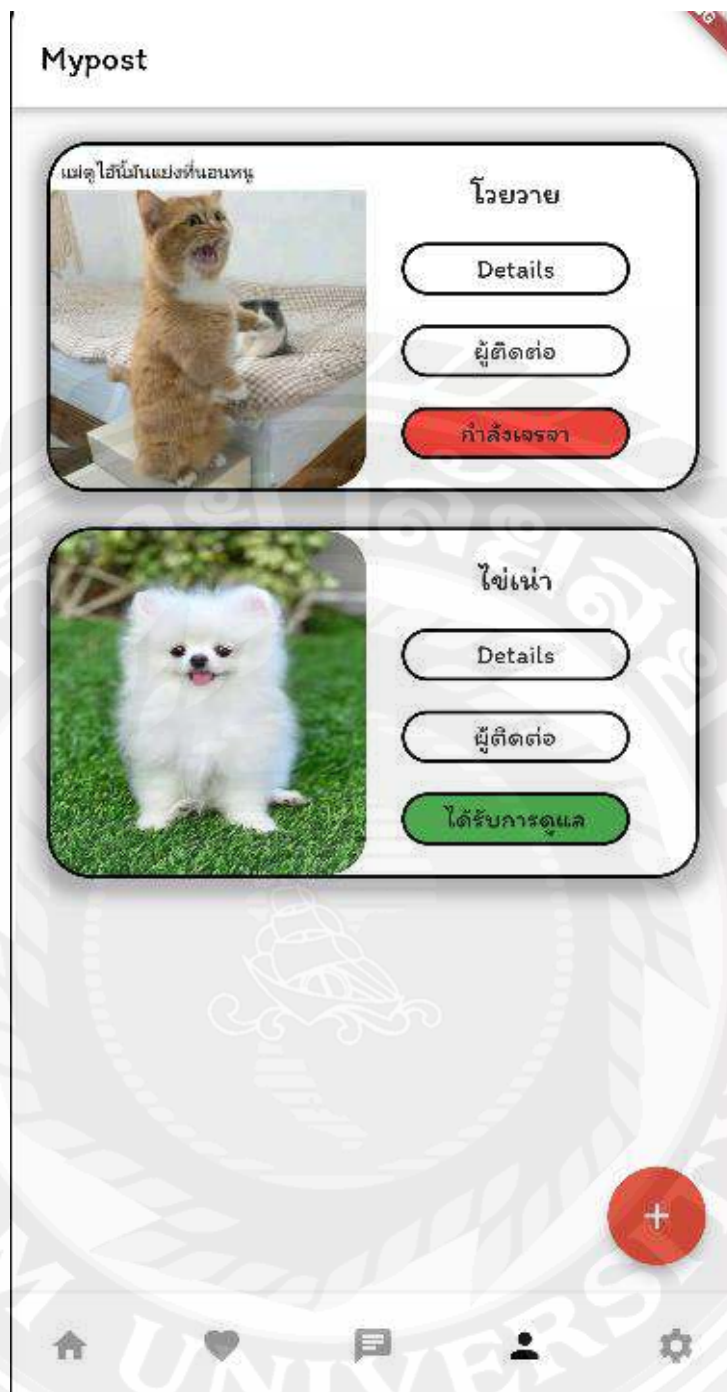 Mypost
แม่ดูไอ้นี่มันแย่งที่นอนหนู
โวยวาย
Details
ผู้ติดต่อ
กำลังเจรจา
ไข่เน่า
Details
ผู้ติดต่อ
ได้รับการดูแล
UNIVERS